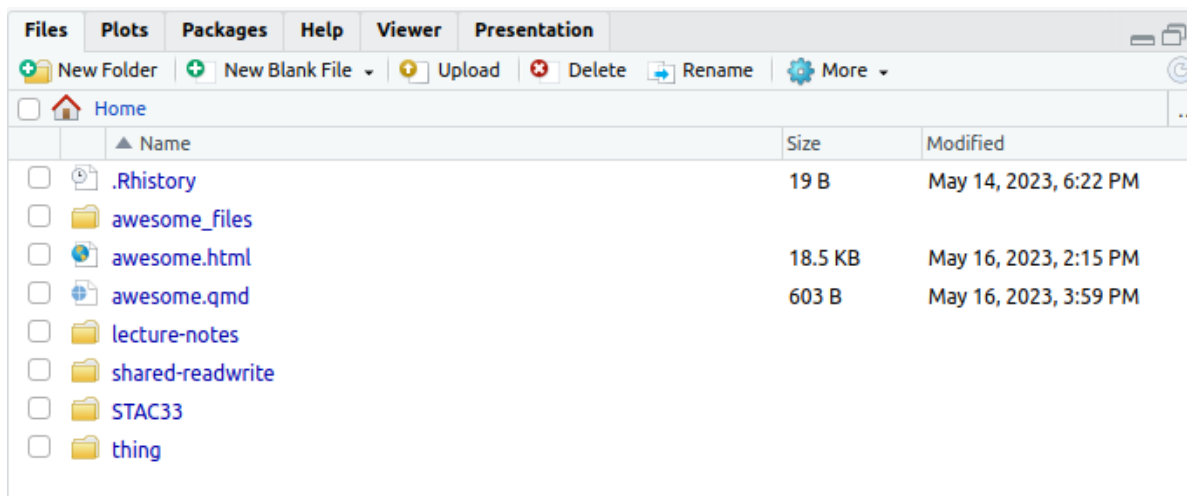 Files Plots Packages Help Viewer Presentation
New Folder New Blank File Upload Delete Rename More
Home ..
Name Size Modified
.Rhistory 19 B May 14, 2023, 6:22 PM
awesome_files
awesome.html 18.5 KB May 16, 2023, 2:15 PM
awesome.qmd 603 B May 16, 2023, 3:59 PM
lecture-notes
shared-readwrite
STAC33
thing